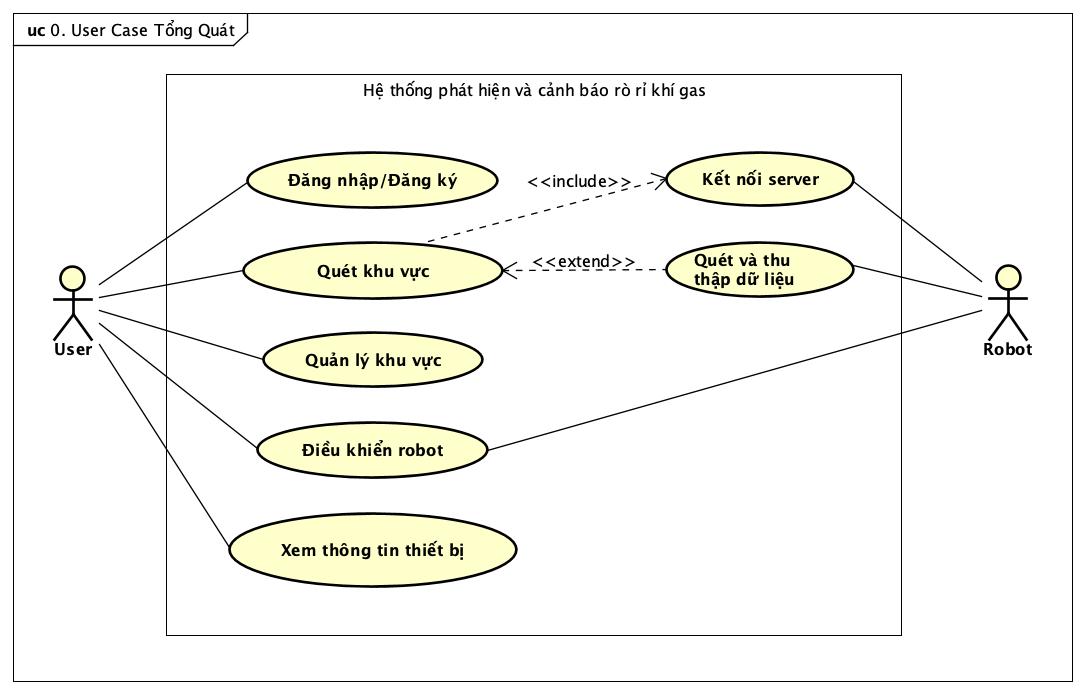 uc 0. User Case Tổng Quát
Hệ thống phát hiện và cảnh báo rò rỉ khí gas
Đăng nhập/Đăng ký
<<include>>
Kết nối server
Quét khu vực
<<extend>>
Quét và thu
thập dữ liệu
User
Robot
Quản lý khu vực
Điều khiển robot
Xem thông tin thiết bị